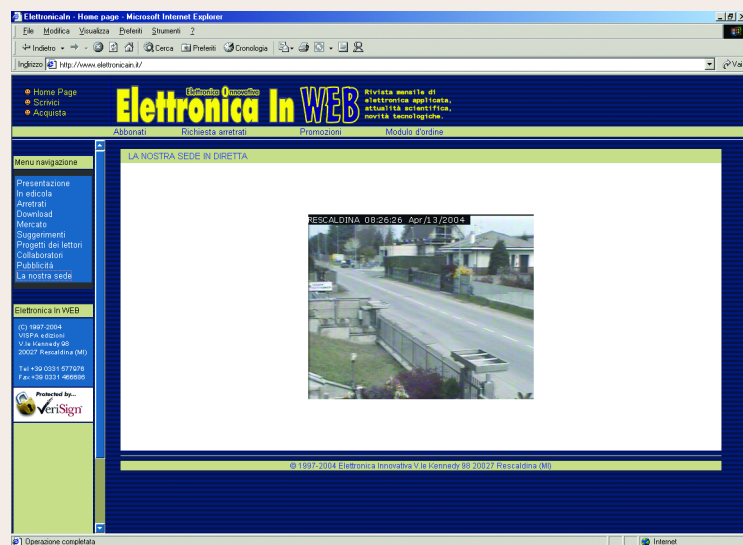 ElettronicaIn - Home page - Microsoft Internet Explorer
File Modifica Visualizza Preferiti Strumenti ?
Indietro Cerca Preferiti Cronologia
Indirizzo http://www.elettronicain.it/ Vai
Home Page
Scrivici
Acquista
Elettronica Innovativa
Elettronica In WEB
Rivista mensile di
elettronica applicata,
attualità scientifica,
novità tecnologiche.
Abbonati Richiesta arretrati Promozioni Modulo d'ordine
Menu navigazione
Presentazione
In edicola
Arretrati
Download
Mercato
Suggerimenti
Progetti dei lettori
Collaboratori
Pubblicitá
La nostra sede
Elettronica In WEB
(C) 1997-2004
VISPA edizioni
V.le Kennedy 98
20027 Rescaldina (MI)
Tel +39 0331 577976
Fax +39 0331 466686
Protected by...
VeriSign
LA NOSTRA SEDE IN DIRETTA
RESCALDINA 08:26:26 Apr/13/2004
© 1997-2004 Elettronica Innovativa V.le Kennedy 98 20027 Rescaldina (MI)
Operazione completata Internet